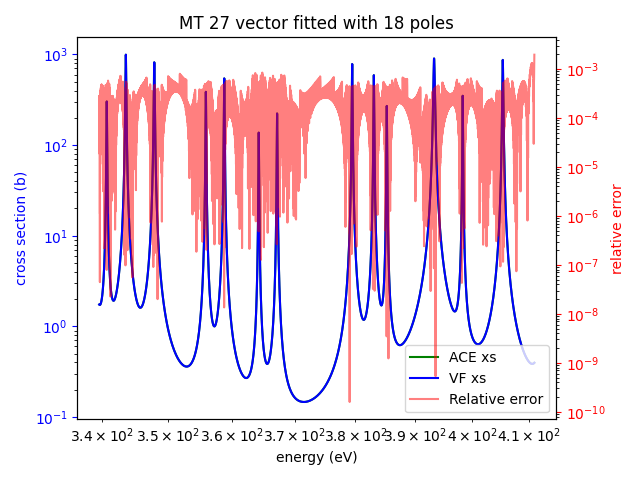 MT 27 vector fitted with 18 poles
10³
10²
10¹
10⁰
10⁻¹
cross section (b)
10⁻³
10⁻⁴
10⁻⁵
10⁻⁶
10⁻⁷
10⁻⁸
10⁻⁹
10⁻¹⁰
relative error
ACE xs
VF xs
Relative error
3.4 × 10² 3.5 × 10² 3.6 × 10² 3.7 × 10² 3.8 × 10² 3.9 × 10² 4 × 10² 4.1 × 10²
energy (eV)